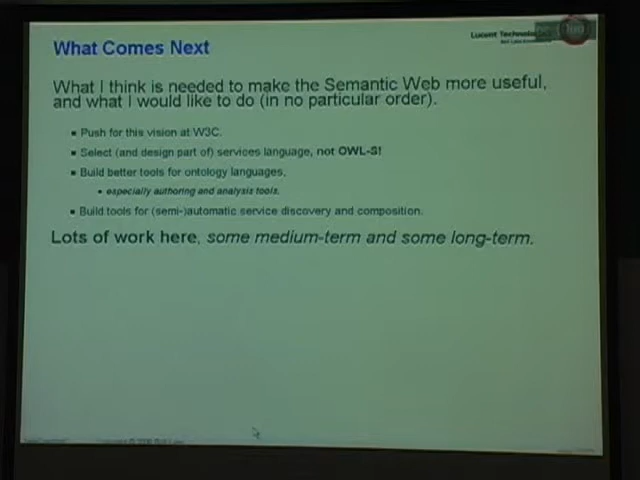 What Comes Next
Lucent Technologies
What I think is needed to make the Semantic Web more useful,
and what I would like to do (in no particular order).
Push for this vision at W3C.
Select (and design part of) services language, not OWL-S!
Build better tools for ontology languages,
especially authoring and analysis tools.
Build tools for (semi-)automatic service discovery and composition.
Lots of work here, some medium-term and some long-term.